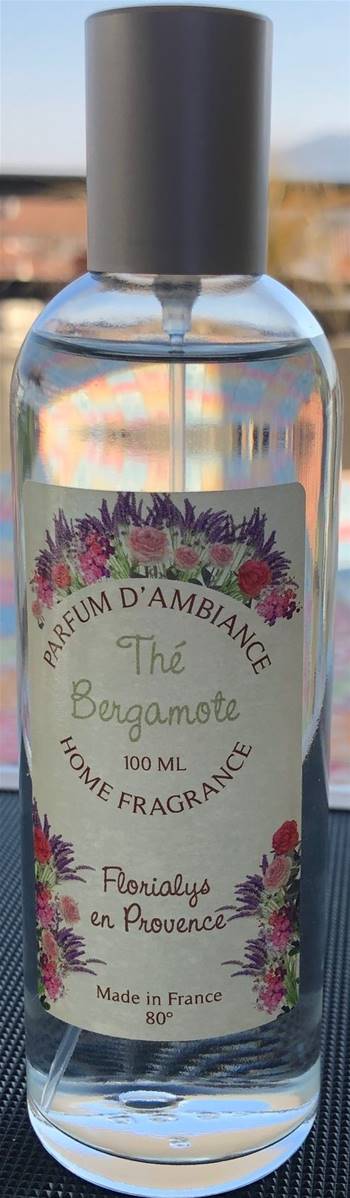 PARFUM D'AMBIANCE
Thé
Bergamote
100 ML
HOME FRAGRANCE
Florialys
en Provence
Made in France
80°